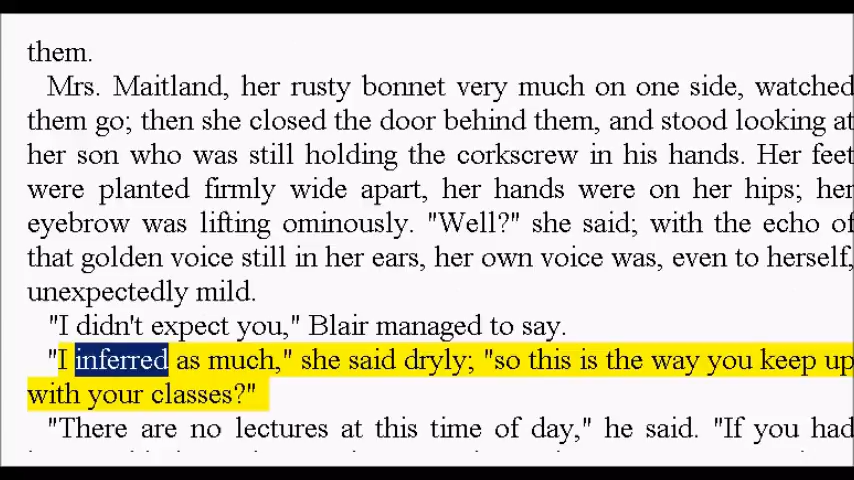 them.
Mrs. Maitland, her rusty bonnet very much on one side, watched
them go; then she closed the door behind them, and stood looking at
her son who was still holding the corkscrew in his hands. Her feet
were planted firmly wide apart, her hands were on her hips; her
eyebrow was lifting ominously. "Well?" she said; with the echo of
that golden voice still in her ears, her own voice was, even to herself,
unexpectedly mild.
"I didn't expect you," Blair managed to say.
"I inferred as much," she said dryly; "so this is the way you keep up
with your classes?"
"There are no lectures at this time of day," he said. "If you had